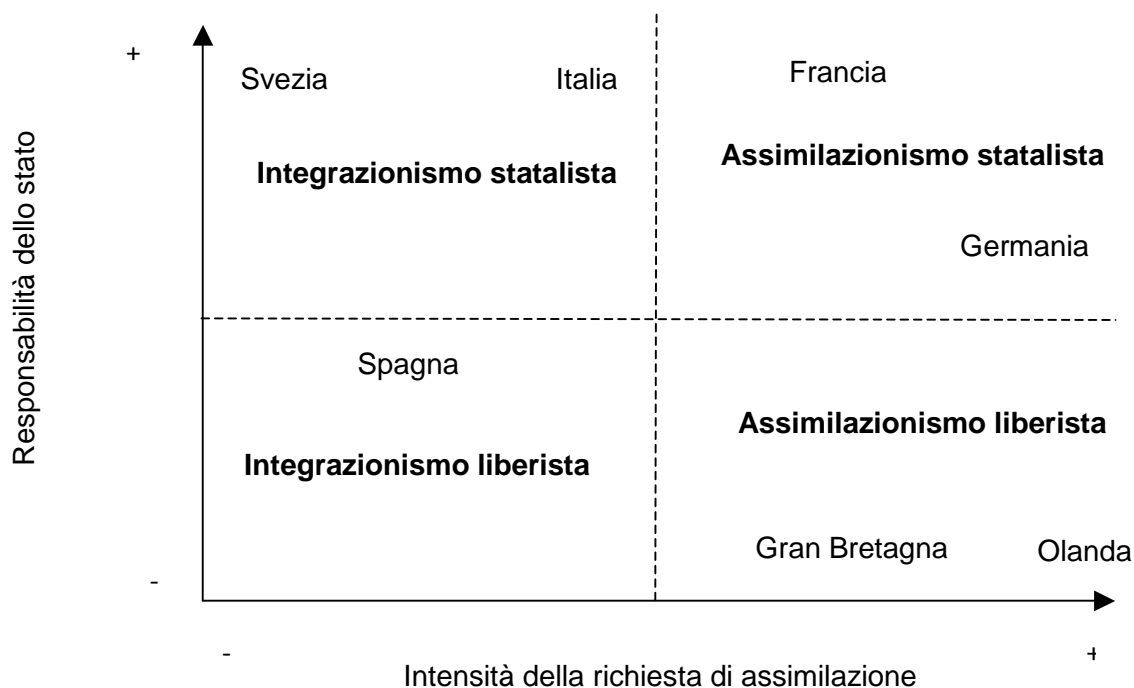 +
Svezia Italia Francia
Assimilazionismo statalista
Integrazionismo statalista
Responsabilità dello stato
Germania
Spagna
Assimilazionismo liberista
Integrazionismo liberista
Gran Bretagna Olanda
-
- +
Intensità della richiesta di assimilazione